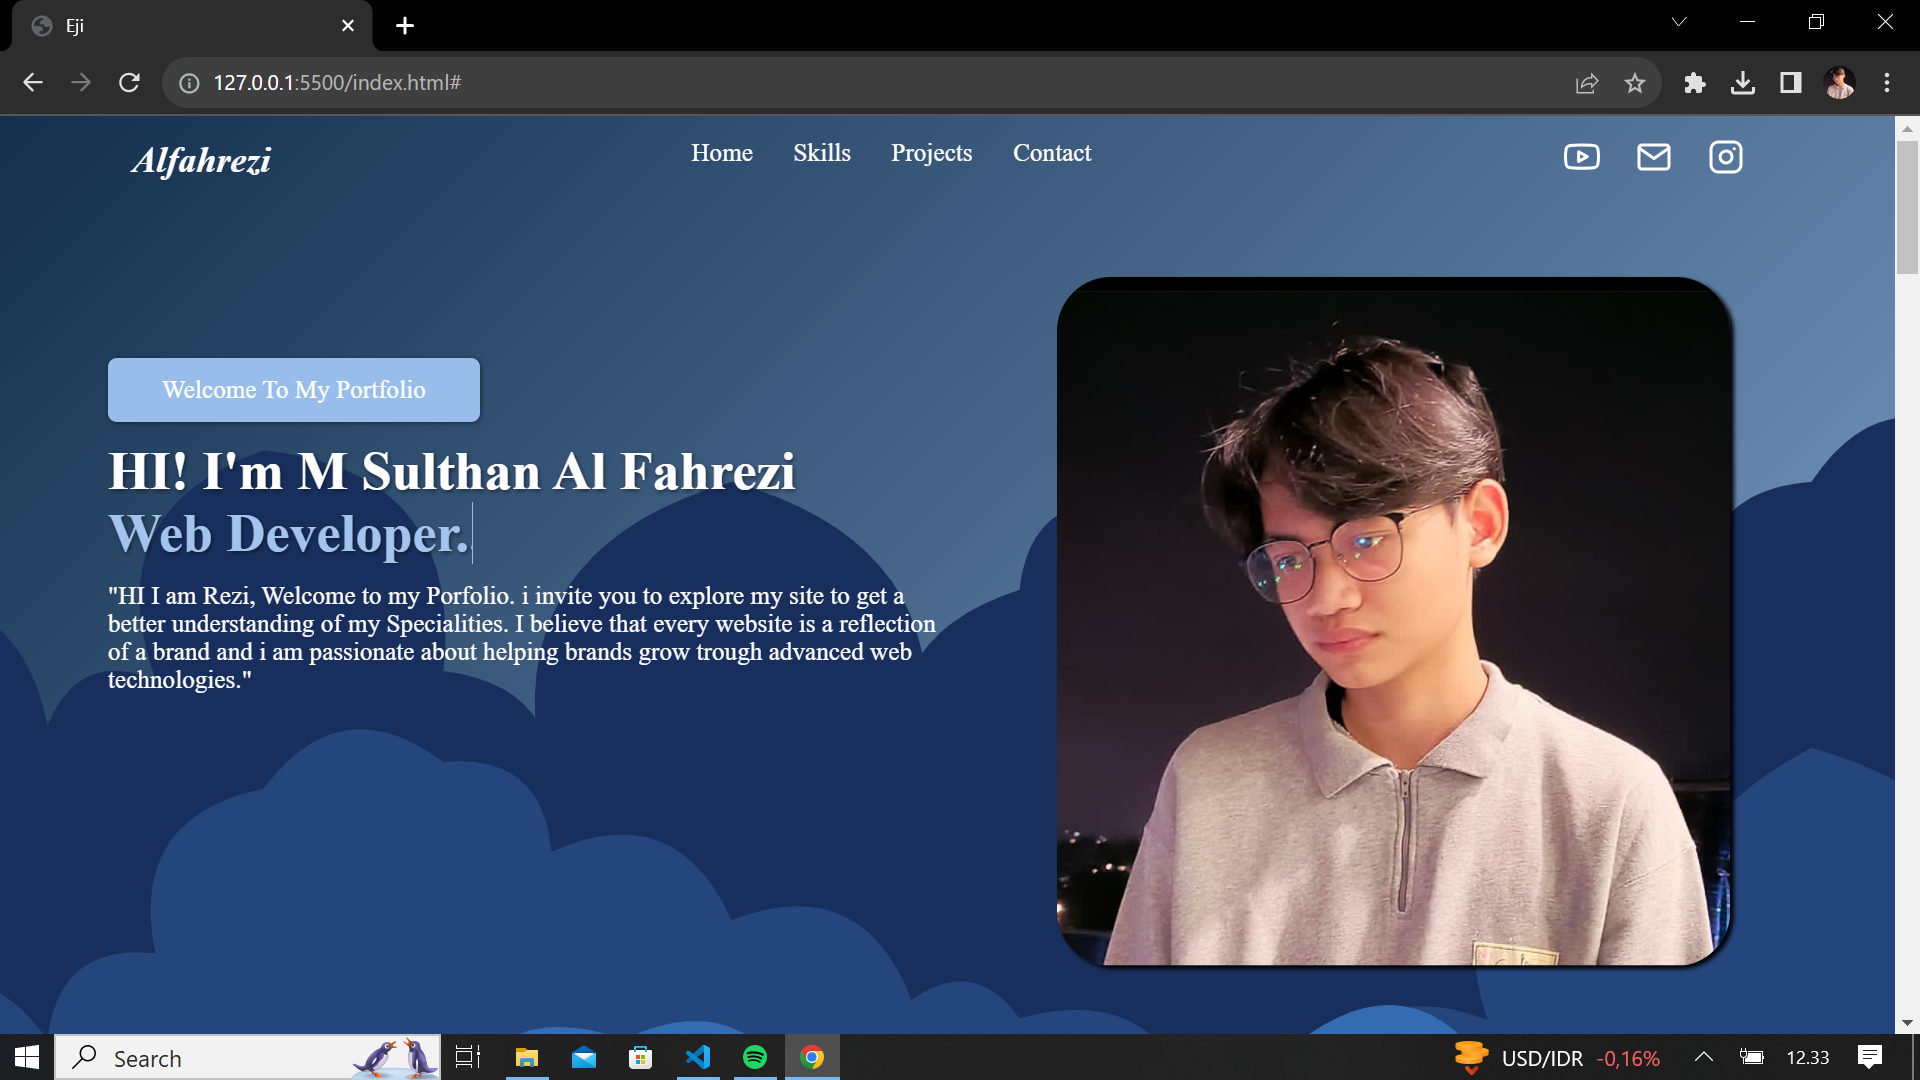 Eji
127.0.0.1:5500/index.html#
Alfahrezi
Home Skills Projects Contact
Welcome To My Portfolio
HI! I'm M Sulthan Al Fahrezi
Web Developer.
"HI I am Rezi, Welcome to my Porfolio. i invite you to explore my site to get a
better understanding of my Specialities. I believe that every website is a reflection
of a brand and i am passionate about helping brands grow trough advanced web
technologies."
Search
USD/IDR -0,16%
12.33